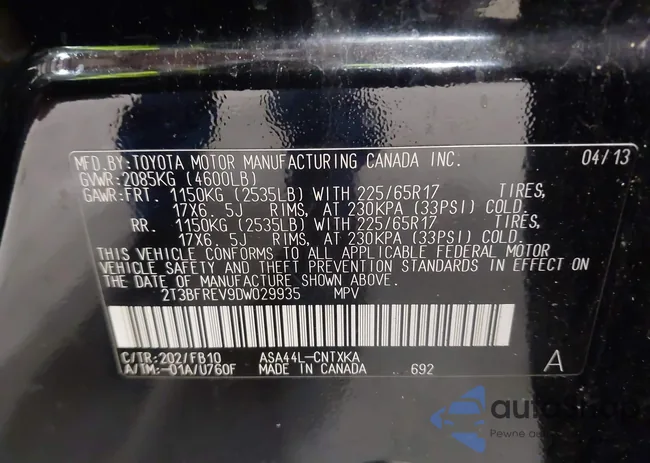 MFD.BY:TOYOTA MOTOR MANUFACTURING CANADA INC. 04/13
GVWR:2085KG (4600LB)
GAWR:FRT. 1150KG (2535LB) WITH 225/65R17 TIRES,
17X6. 5J RIMS, AT 230KPA (33PSI) COLD.
RR. 1150KG (2535LB) WITH 225/65R17 TIRES,
17X6. 5J RIMS, AT 230KPA (33PSI) COLD.
THIS VEHICLE CONFORMS TO ALL APPLICABLE FEDERAL MOTOR
VEHICLE SAFETY AND THEFT PREVENTION STANDARDS IN EFFECT ON
THE DATE OF MANUFACTURE SHOWN ABOVE.
2T3BFREV9DW029935 MPV
C/TR:202/FB10 ASA44L-CNTXKA
A/TM:-01A/U760F MADE IN CANADA 692 A
autoshop
Pewne